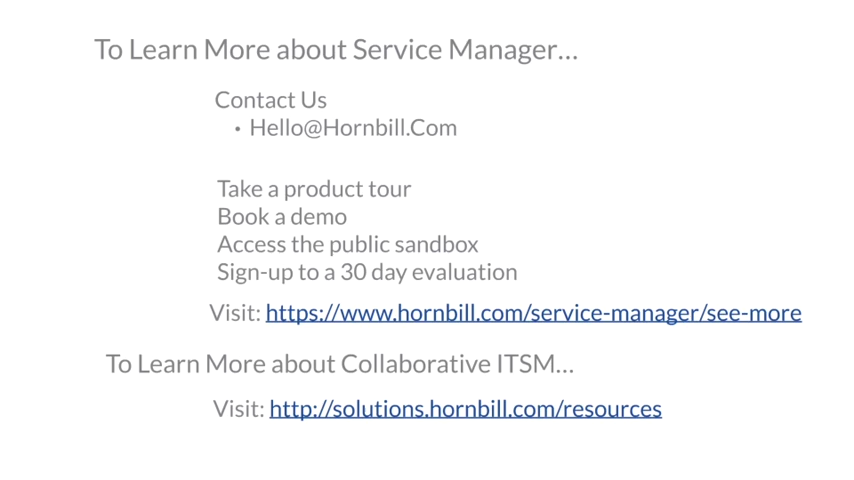 To Learn More about Service Manager...
Contact Us
• Hello@Hornbill.Com
Take a product tour
Book a demo
Access the public sandbox
Sign-up to a 30 day evaluation
Visit: https://www.hornbill.com/service-manager/see-more
To Learn More about Collaborative ITSM...
Visit: http://solutions.hornbill.com/resources